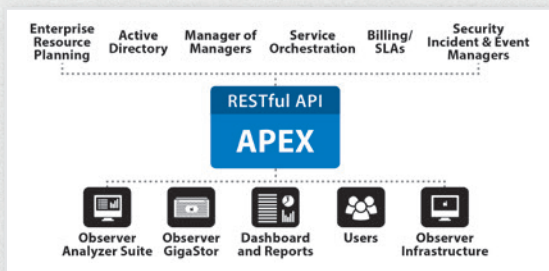 Enterprise
Resource
Planning
Active
Directory
Manager of
Managers
Service
Orchestration
Billing/
SLAs
Security
Incident & Event
Managers
RESTful API
APEX
Observer
Analyzer Suite
Observer
GigaStor
Dashboard
and Reports
Users
Observer
Infrastructure